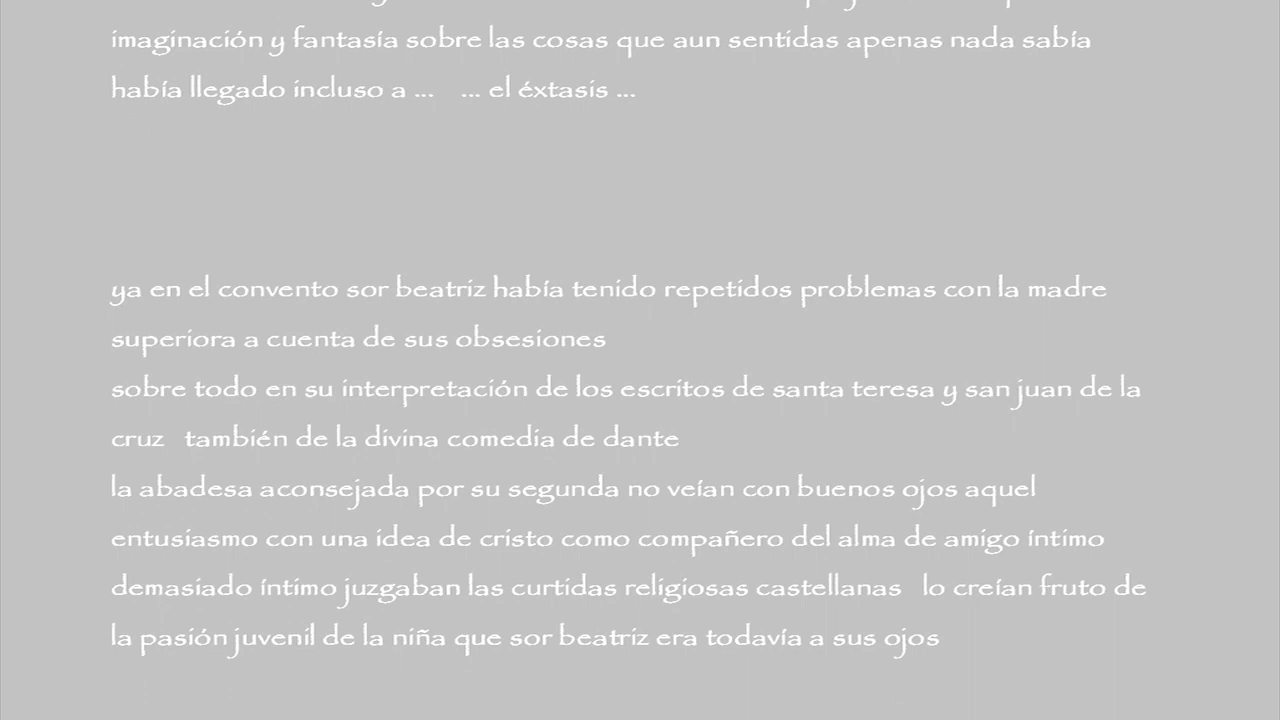 imaginación y fantasía sobre las cosas que aun sentidas apenas nada sabía
había llegado incluso a ... ... el éxtasis ...
ya en el convento sor beatriz había tenido repetidos problemas con la madre
superiora a cuenta de sus obsesiones
sobre todo en su interpretación de los escritos de santa teresa y san juan de la
cruz también de la divina comedia de dante
la abadesa aconsejada por su segunda no veían con buenos ojos aquel
entusiasmo con una idea de cristo como compañero del alma de amigo íntimo
demasiado íntimo juzgaban las curtidas religiosas castellanas lo creían fruto de
la pasión juvenil de la niña que sor beatriz era todavía a sus ojos